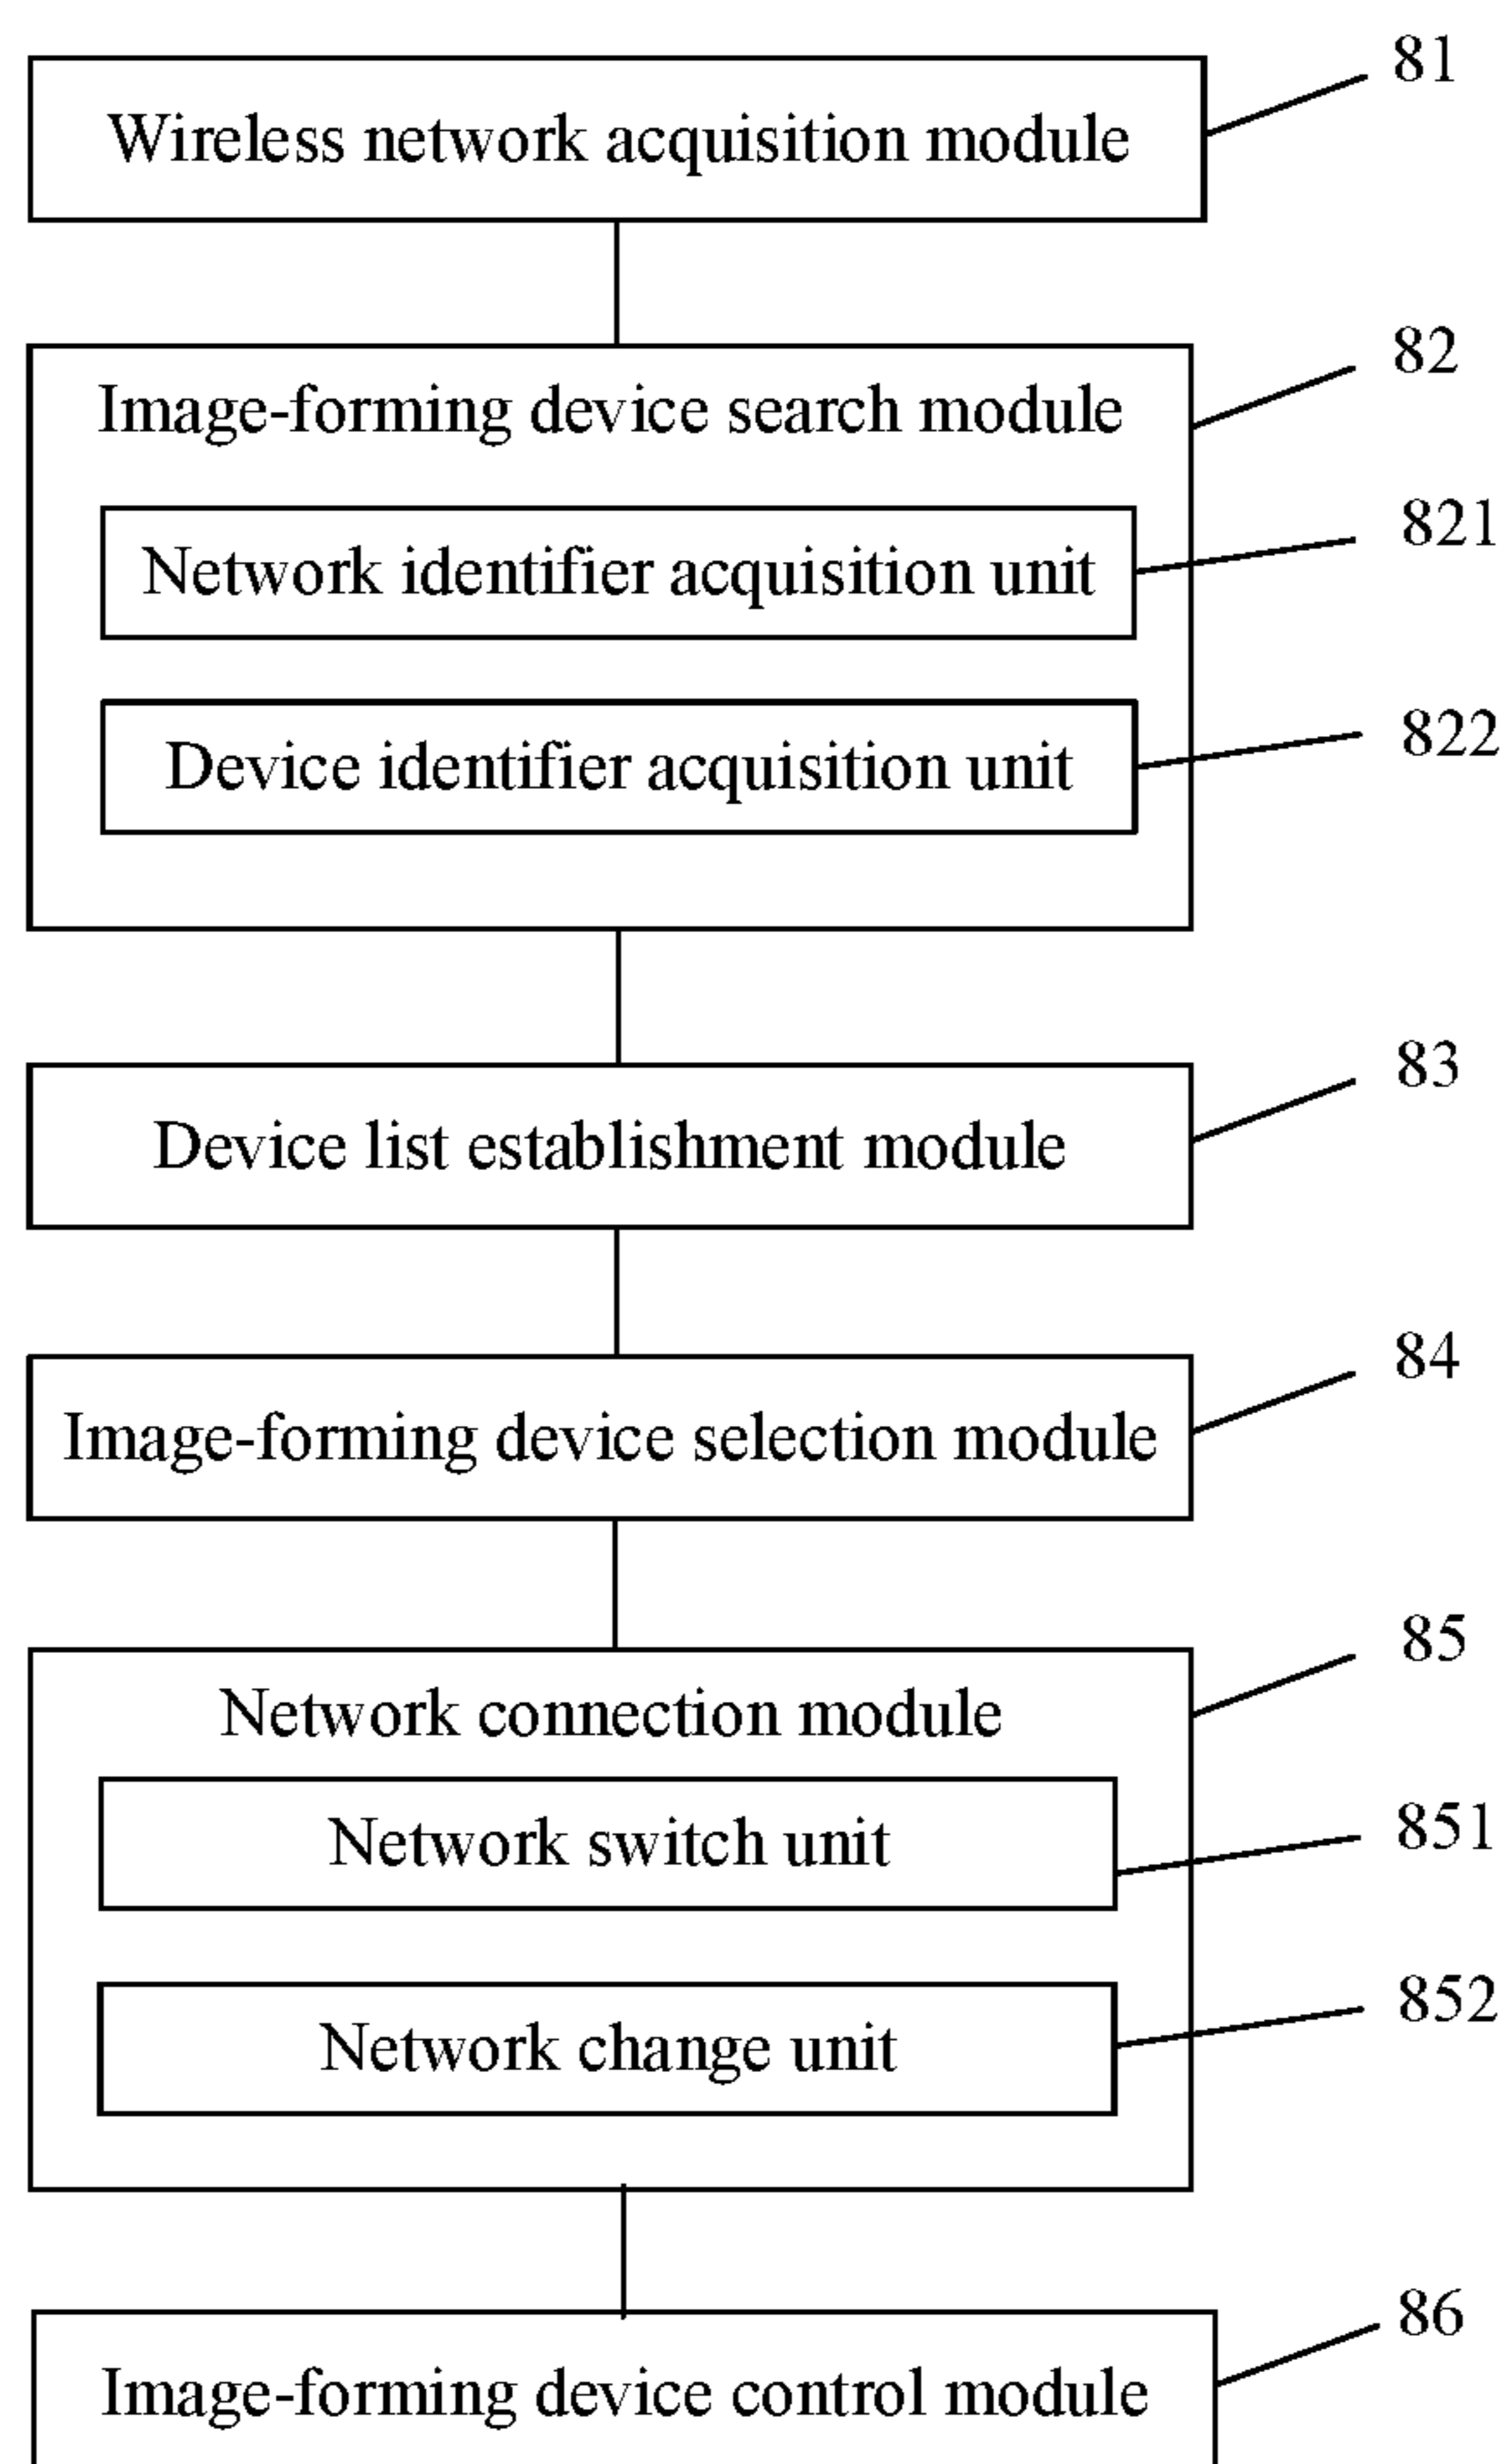 81
Wireless network acquisition module
82
Image-forming device search module
821
Network identifier acquisition unit
822
Device identifier acquisition unit
83
Device list establishment module
84
Image-forming device selection module
85
Network connection module
851
Network switch unit
852
Network change unit
86
Image-forming device control module